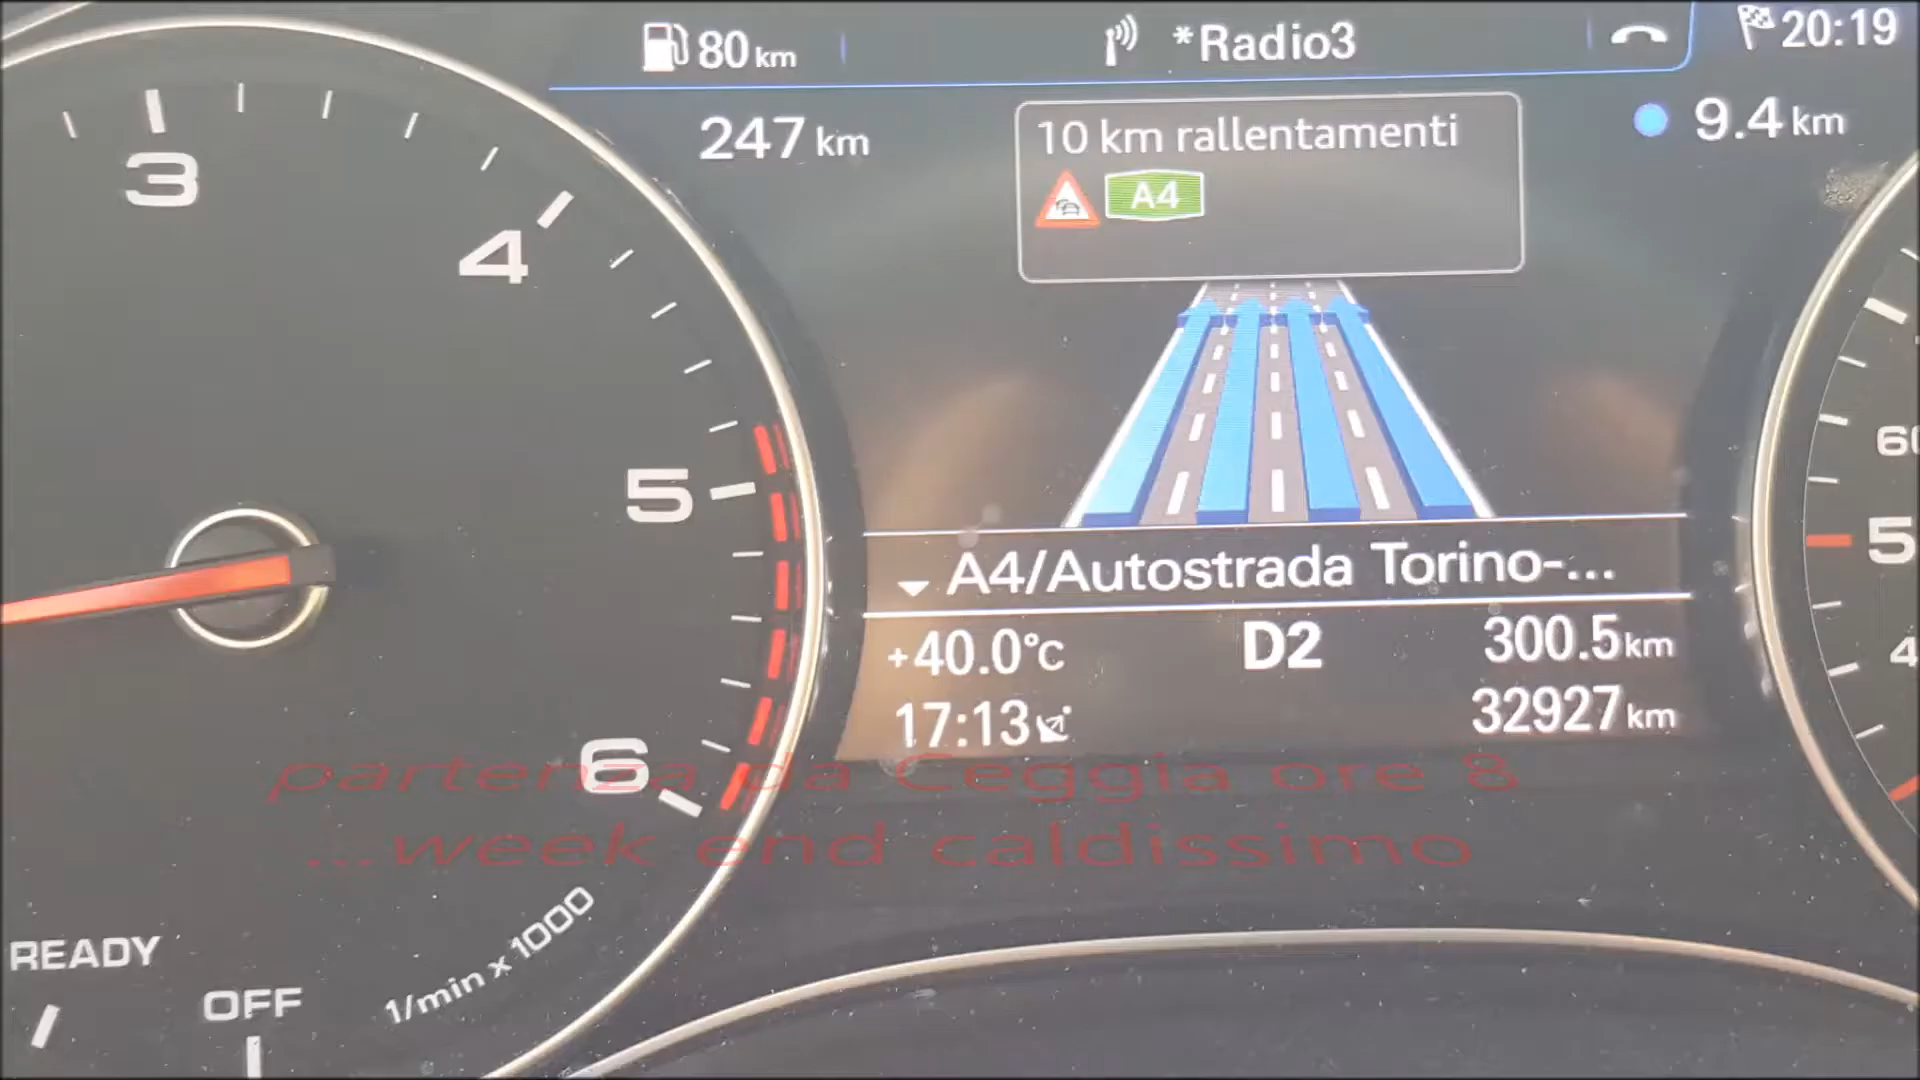 80 km
*Radio3
20:19
247 km
10 km rallentamenti
A4
9.4 km
3
4
5
6
A4/Autostrada Torino-...
+40.0°C
D2
300.5 km
17:13
32927 km
partenza da Ceggia ore 8
...week end caldissimo
READY
OFF
1/min x 1000